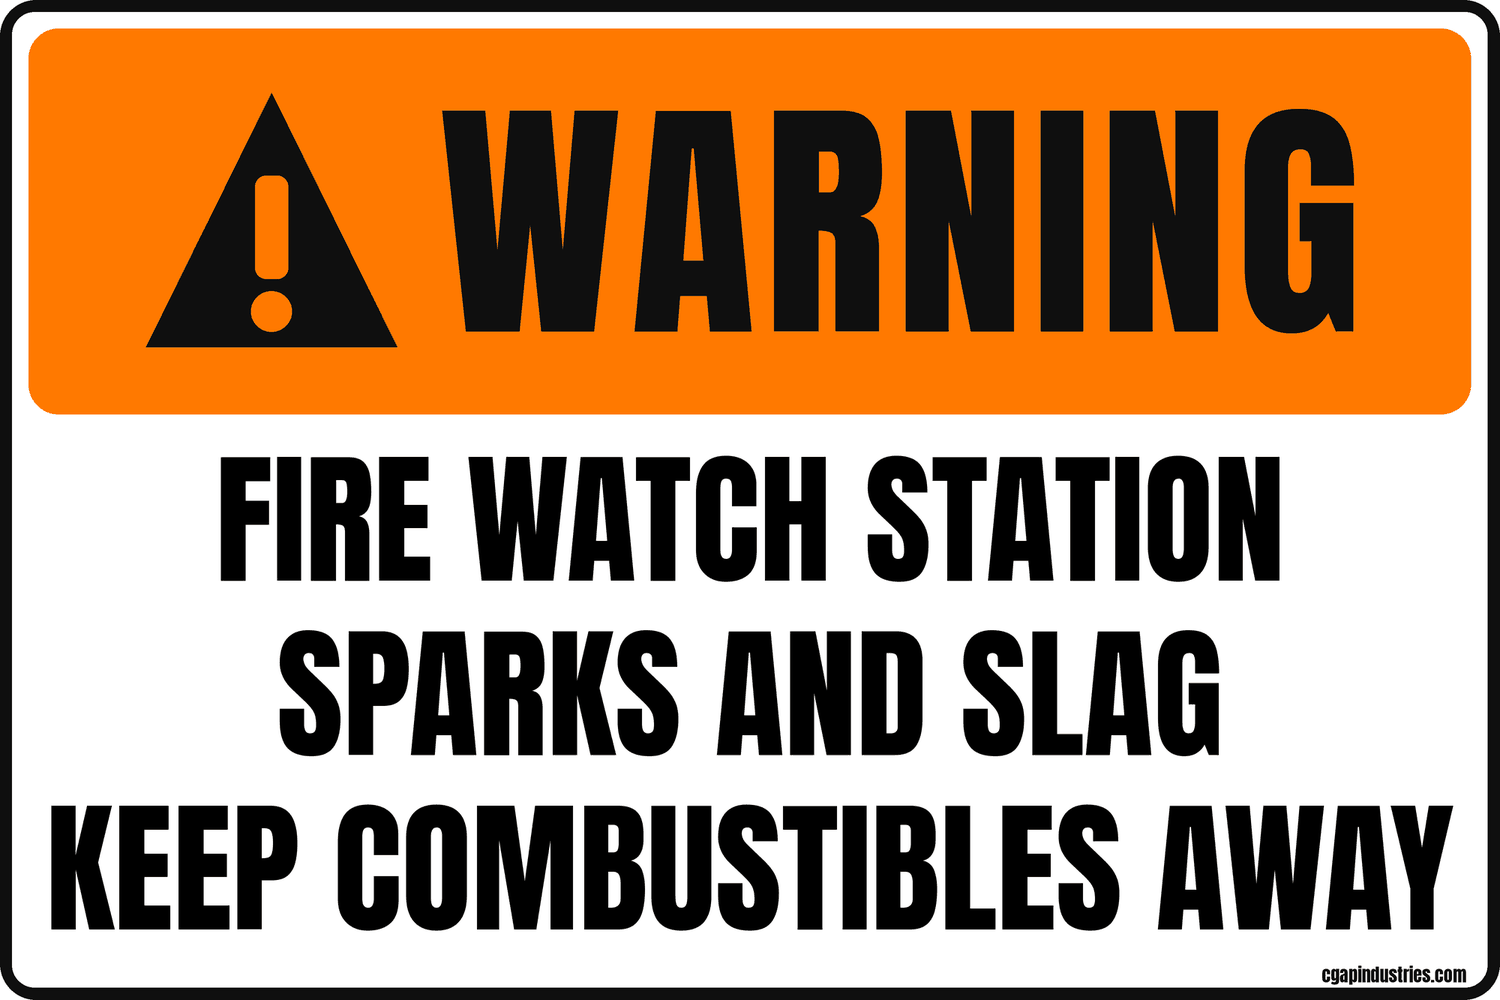 WARNING
FIRE WATCH STATION
SPARKS AND SLAG
KEEP COMBUSTIBLES AWAY
cgapindustries.com